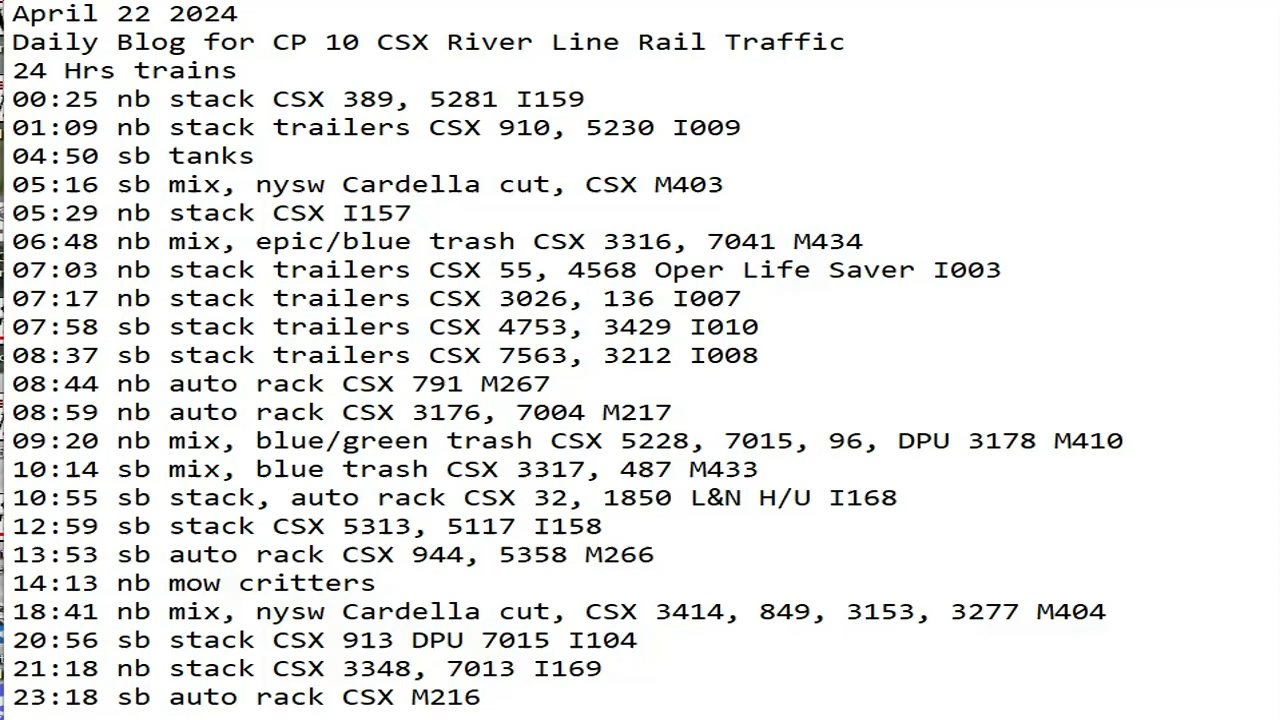 April 22 2024
Daily Blog for CP 10 CSX River Line Rail Traffic
24 Hrs trains
00:25 nb stack CSX 389, 5281 I159
01:09 nb stack trailers CSX 910, 5230 I009
04:50 sb tanks
05:16 sb mix, nysw Cardella cut, CSX M403
05:29 nb stack CSX I157
06:48 nb mix, epic/blue trash CSX 3316, 7041 M434
07:03 nb stack trailers CSX 55, 4568 Oper Life Saver I003
07:17 nb stack trailers CSX 3026, 136 I007
07:58 sb stack trailers CSX 4753, 3429 I010
08:37 sb stack trailers CSX 7563, 3212 I008
08:44 nb auto rack CSX 791 M267
08:59 nb auto rack CSX 3176, 7004 M217
09:20 nb mix, blue/green trash CSX 5228, 7015, 96, DPU 3178 M410
10:14 sb mix, blue trash CSX 3317, 487 M433
10:55 sb stack, auto rack CSX 32, 1850 L&N H/U I168
12:59 sb stack CSX 5313, 5117 I158
13:53 sb auto rack CSX 944, 5358 M266
14:13 nb mow critters
18:41 nb mix, nysw Cardella cut, CSX 3414, 849, 3153, 3277 M404
20:56 sb stack CSX 913 DPU 7015 I104
21:18 nb stack CSX 3348, 7013 I169
23:18 sb auto rack CSX M216